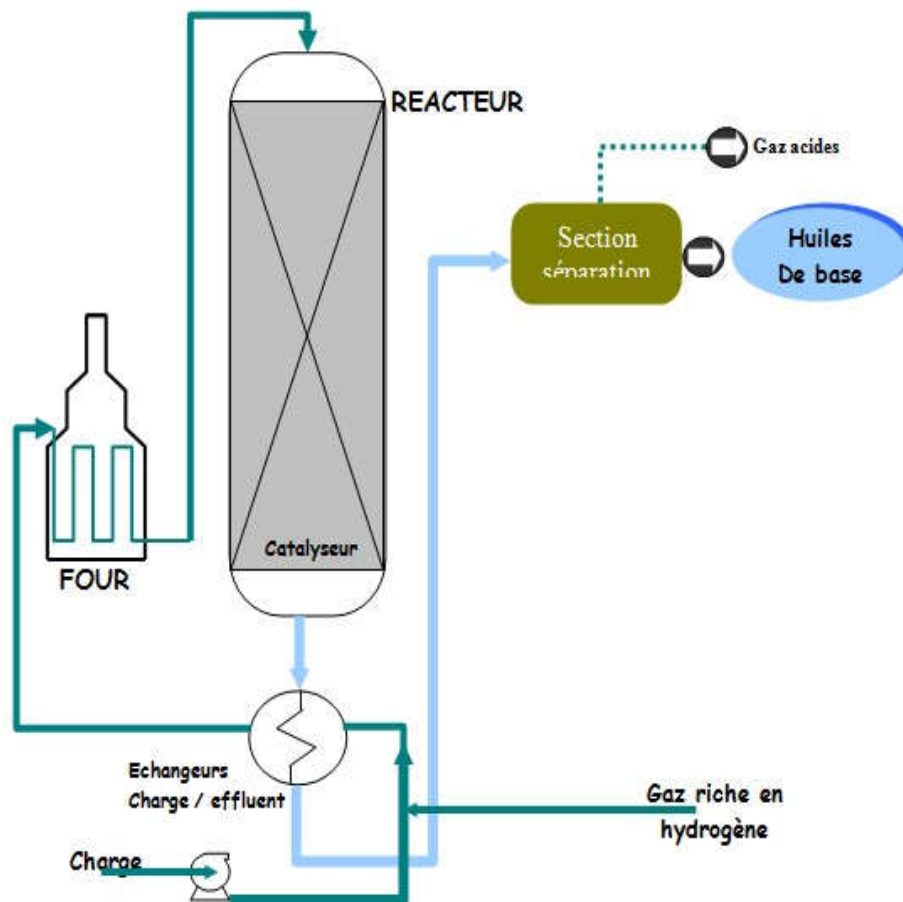 REACTEUR
Gaz acides
Section
séparation
Huiles
De base
Catalyseur
FOUR
Echangeurs
Charge / effluent
Gaz riche en
hydrogène
Charge